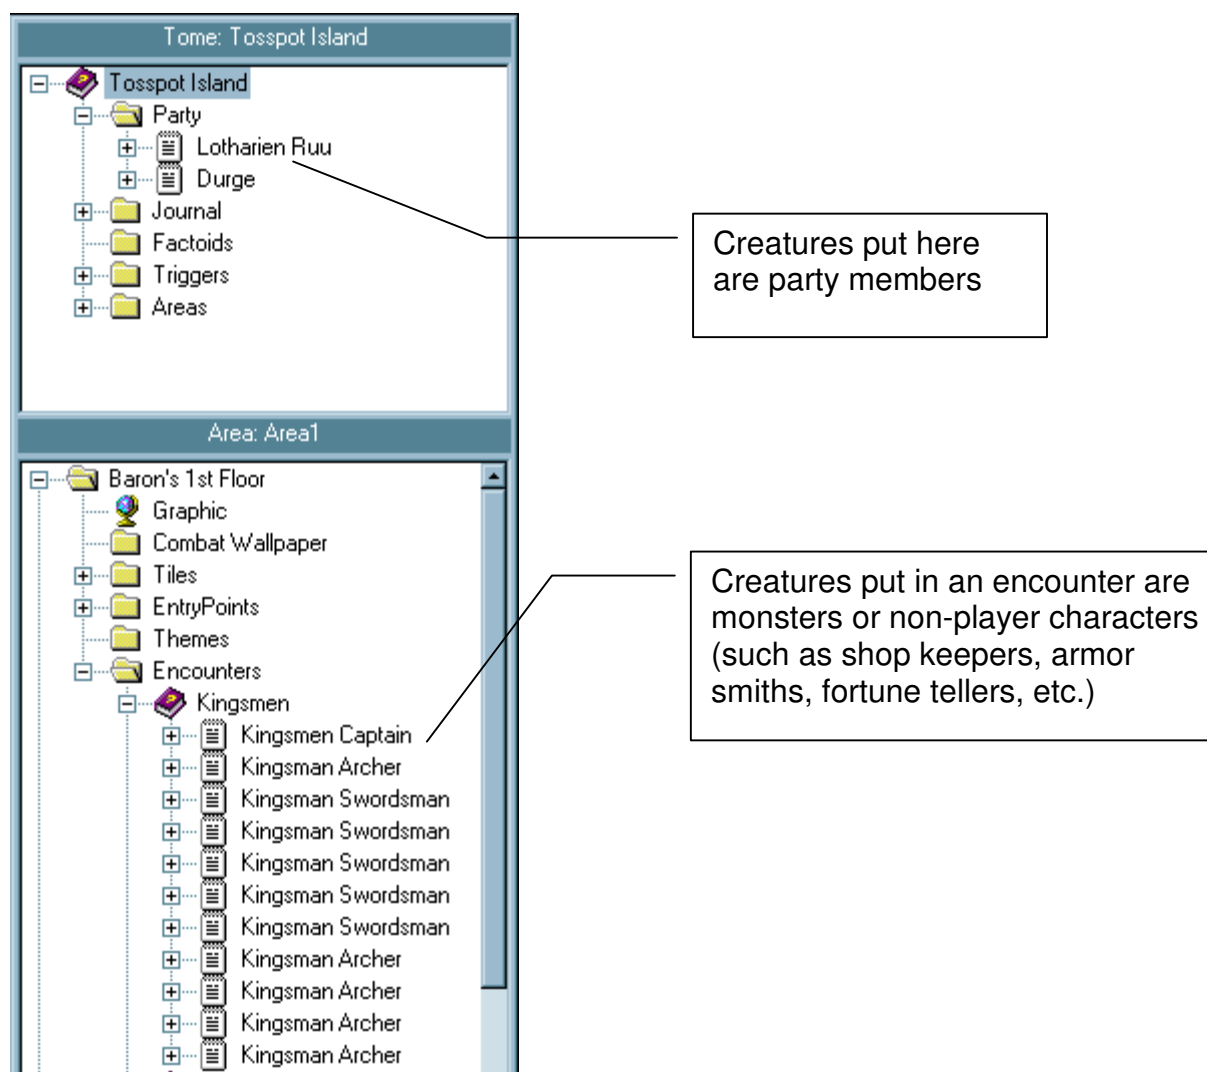 Tome: Tosspot Island
Tosspot Island
Party
Lotharien Ruu
Durge
Journal
Factoids
Triggers
Areas
Creatures put here
are party members
Area: Area1
Baron's 1st Floor
Graphic
Combat Wallpaper
Tiles
EntryPoints
Themes
Encounters
Kingsmen
Kingsmen Captain
Kingsman Archer
Kingsman Swordsman
Kingsman Swordsman
Kingsman Swordsman
Kingsman Swordsman
Kingsman Swordsman
Kingsman Archer
Kingsman Archer
Kingsman Archer
Kingsman Archer
Creatures put in an encounter are
monsters or non-player characters
(such as shop keepers, armor
smiths, fortune tellers, etc.)